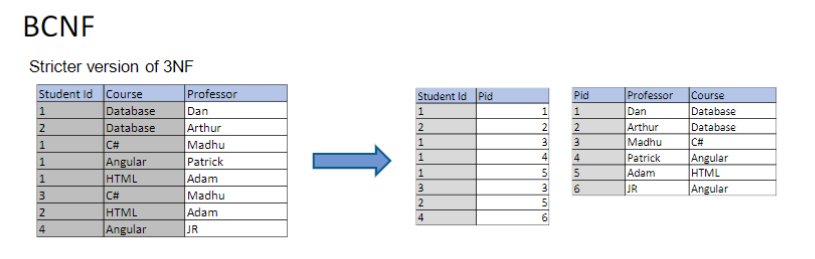 BCNF
Stricter version of 3NF
Student Id Course Professor
1 Database Dan
2 Database Arthur
1 C# Madhu
1 Angular Patrick
1 HTML Adam
3 C# Madhu
2 HTML Adam
4 Angular JR
Student Id Pid
1 1
2 2
1 3
1 4
1 5
3 3
2 5
4 6
Pid Professor Course
1 Dan Database
2 Arthur Database
3 Madhu C#
4 Patrick Angular
5 Adam HTML
6 JR Angular